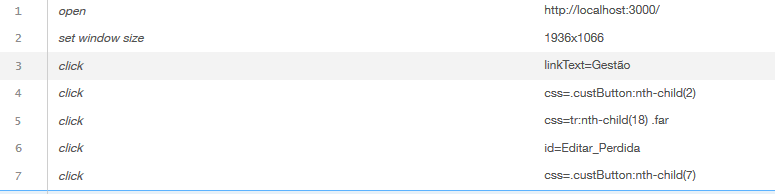 1 open http://localhost:3000/
2 set window size 1936x1066
3 click linkText=Gestão
4 click css=.custButton:nth-child(2)
5 click css=tr:nth-child(18) .far
6 click id=Editar_Perdida
7 click css=.custButton:nth-child(7)